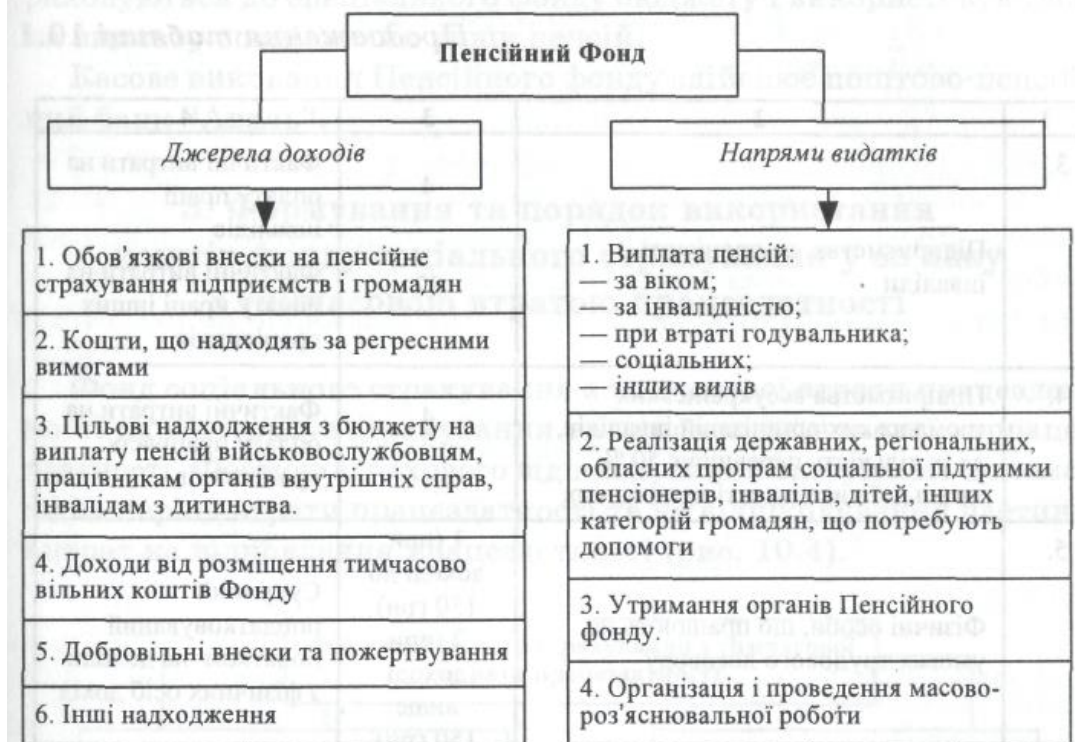 Пенсійний Фонд
Джерела доходів
1. Обов'язкові внески на пенсійне
страхування підприємств і громадян
2. Кошти, що надходять за регресними
вимогами
3. Цільові надходження з бюджету на
виплату пенсій військовослужбовцям,
працівникам органів внутрішніх справ,
інвалідам з дитинства.
4. Доходи від розміщення тимчасово
вільних коштів Фонду
5. Добровільні внески та пожертвування
6. Інші надходження
Напрями видатків
1. Виплата пенсій:
— за віком;
— за інвалідністю;
— при втраті годувальника;
— соціальних;
— інших видів
2. Реалізація державних, регіональних,
обласних програм соціальної підтримки
пенсіонерів, інвалідів, дітей, інших
категорій громадян, що потребують
допомоги
3. Утримання органів Пенсійного
фонду.
4. Організація і проведення масово-
роз'яснювальної роботи